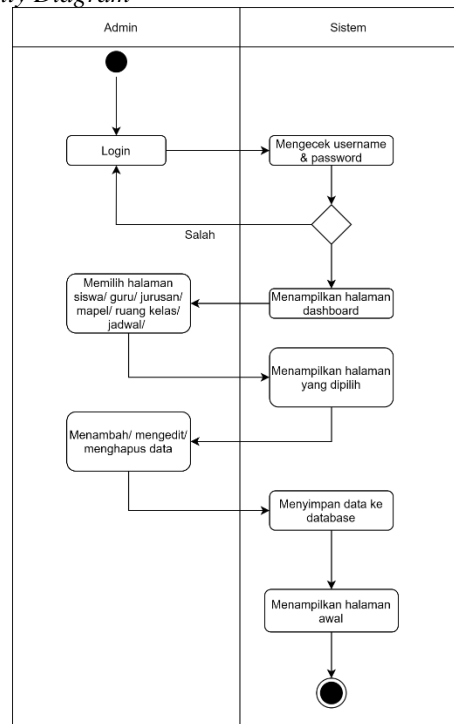 Diagram
Admin
Sistem
Login
Mengecek username
& password
Salah
Memilih halaman
siswa/ guru/ jurusan/
mapel/ ruang kelas/
jadwal/
Menampilkan halaman
dashboard
Menampilkan halaman
yang dipilih
Menambah/ mengedit/
menghapus data
Menyimpan data ke
database
Menampilkan halaman
awal